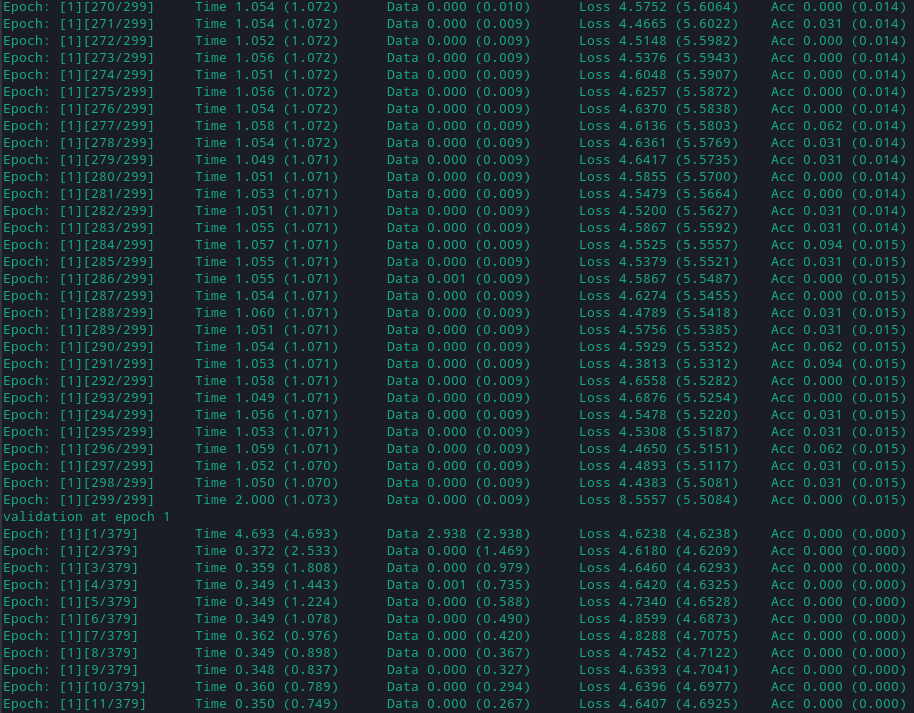 Epoch: [1][270/299] Time 1.054 (1.072) Data 0.000 (0.010) Loss 4.5752 (5.6064) Acc 0.000 (0.014)
Epoch: [1][271/299] Time 1.054 (1.072) Data 0.000 (0.009) Loss 4.4665 (5.6022) Acc 0.031 (0.014)
Epoch: [1][272/299] Time 1.052 (1.072) Data 0.000 (0.009) Loss 4.5148 (5.5982) Acc 0.000 (0.014)
Epoch: [1][273/299] Time 1.056 (1.072) Data 0.000 (0.009) Loss 4.5376 (5.5943) Acc 0.000 (0.014)
Epoch: [1][274/299] Time 1.051 (1.072) Data 0.000 (0.009) Loss 4.6048 (5.5907) Acc 0.000 (0.014)
Epoch: [1][275/299] Time 1.056 (1.072) Data 0.000 (0.009) Loss 4.6257 (5.5872) Acc 0.000 (0.014)
Epoch: [1][276/299] Time 1.054 (1.072) Data 0.000 (0.009) Loss 4.6370 (5.5838) Acc 0.000 (0.014)
Epoch: [1][277/299] Time 1.058 (1.072) Data 0.000 (0.009) Loss 4.6136 (5.5803) Acc 0.062 (0.014)
Epoch: [1][278/299] Time 1.054 (1.072) Data 0.000 (0.009) Loss 4.6361 (5.5769) Acc 0.031 (0.014)
Epoch: [1][279/299] Time 1.049 (1.071) Data 0.000 (0.009) Loss 4.6417 (5.5735) Acc 0.031 (0.014)
Epoch: [1][280/299] Time 1.051 (1.071) Data 0.000 (0.009) Loss 4.5855 (5.5700) Acc 0.031 (0.014)
Epoch: [1][281/299] Time 1.053 (1.071) Data 0.000 (0.009) Loss 4.5479 (5.5664) Acc 0.000 (0.014)
Epoch: [1][282/299] Time 1.051 (1.071) Data 0.000 (0.009) Loss 4.5200 (5.5627) Acc 0.031 (0.014)
Epoch: [1][283/299] Time 1.055 (1.071) Data 0.000 (0.009) Loss 4.5867 (5.5592) Acc 0.031 (0.014)
Epoch: [1][284/299] Time 1.057 (1.071) Data 0.000 (0.009) Loss 4.5525 (5.5557) Acc 0.094 (0.015)
Epoch: [1][285/299] Time 1.055 (1.071) Data 0.000 (0.009) Loss 4.5379 (5.5521) Acc 0.031 (0.015)
Epoch: [1][286/299] Time 1.055 (1.071) Data 0.001 (0.009) Loss 4.5867 (5.5487) Acc 0.000 (0.015)
Epoch: [1][287/299] Time 1.054 (1.071) Data 0.000 (0.009) Loss 4.6274 (5.5455) Acc 0.000 (0.015)
Epoch: [1][288/299] Time 1.060 (1.071) Data 0.000 (0.009) Loss 4.4789 (5.5418) Acc 0.031 (0.015)
Epoch: [1][289/299] Time 1.051 (1.071) Data 0.000 (0.009) Loss 4.5756 (5.5385) Acc 0.031 (0.015)
Epoch: [1][290/299] Time 1.054 (1.071) Data 0.000 (0.009) Loss 4.5929 (5.5352) Acc 0.062 (0.015)
Epoch: [1][291/299] Time 1.053 (1.071) Data 0.000 (0.009) Loss 4.3813 (5.5312) Acc 0.094 (0.015)
Epoch: [1][292/299] Time 1.058 (1.071) Data 0.000 (0.009) Loss 4.6558 (5.5282) Acc 0.000 (0.015)
Epoch: [1][293/299] Time 1.049 (1.071) Data 0.000 (0.009) Loss 4.6876 (5.5254) Acc 0.000 (0.015)
Epoch: [1][294/299] Time 1.056 (1.071) Data 0.000 (0.009) Loss 4.5478 (5.5220) Acc 0.031 (0.015)
Epoch: [1][295/299] Time 1.053 (1.071) Data 0.000 (0.009) Loss 4.5308 (5.5187) Acc 0.031 (0.015)
Epoch: [1][296/299] Time 1.059 (1.071) Data 0.000 (0.009) Loss 4.4650 (5.5151) Acc 0.062 (0.015)
Epoch: [1][297/299] Time 1.052 (1.070) Data 0.000 (0.009) Loss 4.4893 (5.5117) Acc 0.031 (0.015)
Epoch: [1][298/299] Time 1.050 (1.070) Data 0.000 (0.009) Loss 4.4383 (5.5081) Acc 0.031 (0.015)
Epoch: [1][299/299] Time 2.000 (1.073) Data 0.000 (0.009) Loss 8.5557 (5.5084) Acc 0.000 (0.015)
validation at epoch 1
Epoch: [1][1/379] Time 4.693 (4.693) Data 2.938 (2.938) Loss 4.6238 (4.6238) Acc 0.000 (0.000)
Epoch: [1][2/379] Time 0.372 (2.533) Data 0.000 (1.469) Loss 4.6180 (4.6209) Acc 0.000 (0.000)
Epoch: [1][3/379] Time 0.359 (1.808) Data 0.000 (0.979) Loss 4.6460 (4.6293) Acc 0.000 (0.000)
Epoch: [1][4/379] Time 0.349 (1.443) Data 0.001 (0.735) Loss 4.6420 (4.6325) Acc 0.000 (0.000)
Epoch: [1][5/379] Time 0.349 (1.224) Data 0.000 (0.588) Loss 4.7340 (4.6528) Acc 0.000 (0.000)
Epoch: [1][6/379] Time 0.349 (1.078) Data 0.000 (0.490) Loss 4.8599 (4.6873) Acc 0.000 (0.000)
Epoch: [1][7/379] Time 0.362 (0.976) Data 0.000 (0.420) Loss 4.8288 (4.7075) Acc 0.000 (0.000)
Epoch: [1][8/379] Time 0.349 (0.898) Data 0.000 (0.367) Loss 4.7452 (4.7122) Acc 0.000 (0.000)
Epoch: [1][9/379] Time 0.348 (0.837) Data 0.000 (0.327) Loss 4.6393 (4.7041) Acc 0.000 (0.000)
Epoch: [1][10/379] Time 0.360 (0.789) Data 0.000 (0.294) Loss 4.6396 (4.6977) Acc 0.000 (0.000)
Epoch: [1][11/379] Time 0.350 (0.749) Data 0.000 (0.267) Loss 4.6407 (4.6925) Acc 0.000 (0.000)